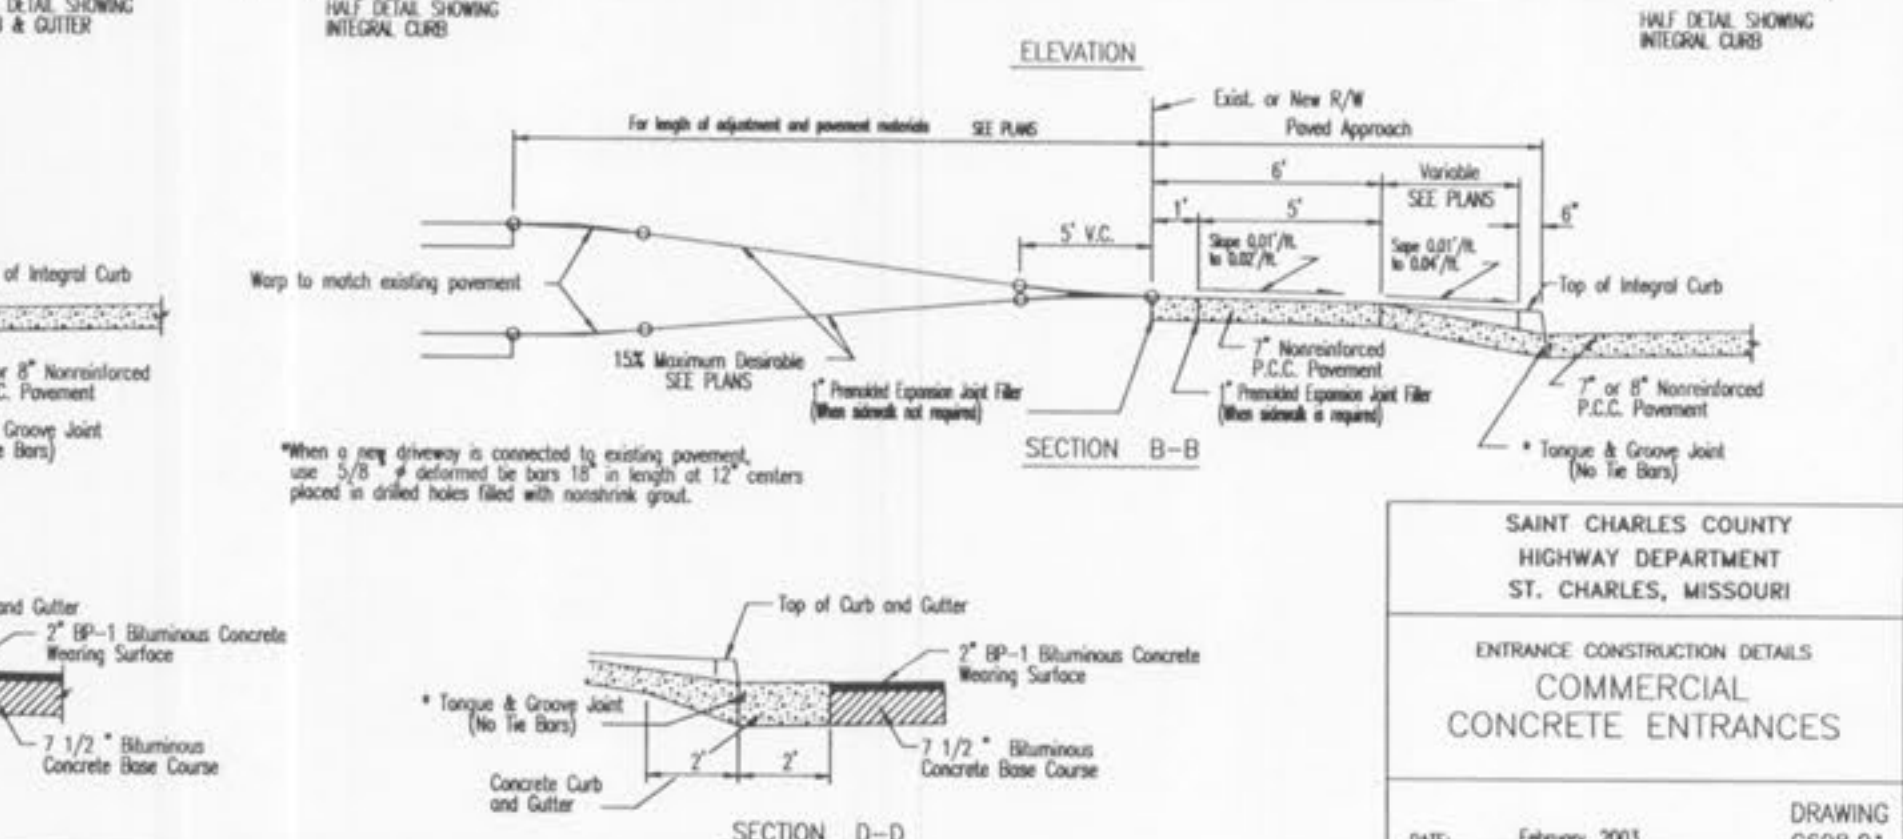 DETAIL SHOWING
& GUTTER
HALF DETAIL SHOWING
INTEGRAL CURB
HALF DETAIL SHOWING
INTEGRAL CURB
ELEVATION
Exist. or New R/W
For length of adjustment and pavement materials SEE PLANS
Paved Approach
6'
Variable
SEE PLANS
1'
5'
6"
5' V.C.
Slope 0.01'/ft.
to 0.02'/ft.
Slope 0.01'/ft.
to 0.04'/ft.
of Integral Curb
Warp to match existing pavement
Top of Integral Curb
15% Maximum Desirable
SEE PLANS
7" Nonreinforced
P.C.C. Pavement
or 8" Nonreinforced
C. Pavement
1" Premolded Expansion Joint Filler
(When sidewalk not required)
1" Premolded Expansion Joint Filler
(When sidewalk is required)
7" or 8" Nonreinforced
P.C.C. Pavement
Groove Joint
Bars)
SECTION B-B
* Tongue & Groove Joint
(No Tie Bars)
*When a new driveway is connected to existing pavement,
use 5/8" ø deformed tie bars 18" in length at 12" centers
placed in drilled holes filled with nonshrink grout.
SAINT CHARLES COUNTY
HIGHWAY DEPARTMENT
ST. CHARLES, MISSOURI
and Gutter
2" BP-1 Bituminous Concrete
Wearing Surface
Top of Curb and Gutter
2" BP-1 Bituminous Concrete
Wearing Surface
ENTRANCE CONSTRUCTION DETAILS
COMMERCIAL
CONCRETE ENTRANCES
* Tongue & Groove Joint
(No Tie Bars)
7 1/2 " Bituminous
Concrete Base Course
2'
2'
7 1/2 " Bituminous
Concrete Base Course
Concrete Curb
and Gutter
SECTION D-D
DRAWING
DATE: February 2003